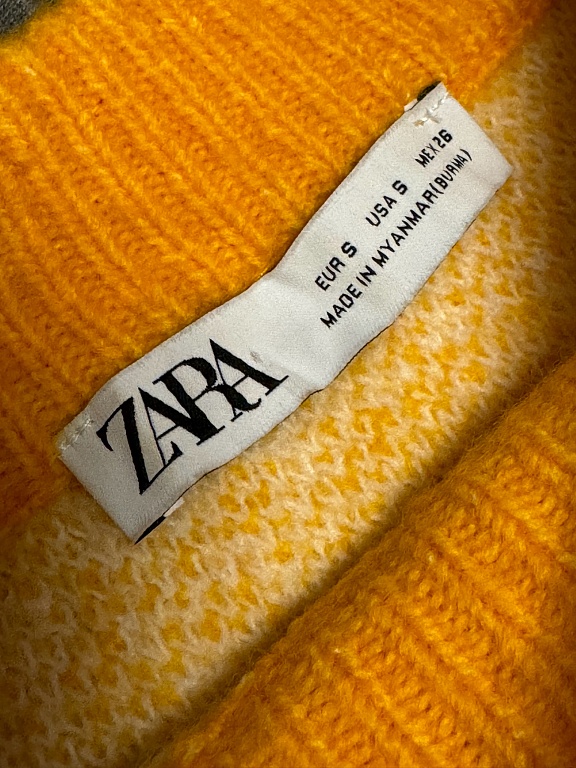 ZARA
EUR S USA S MEX 26
MADE IN MYANMAR(BURMA)